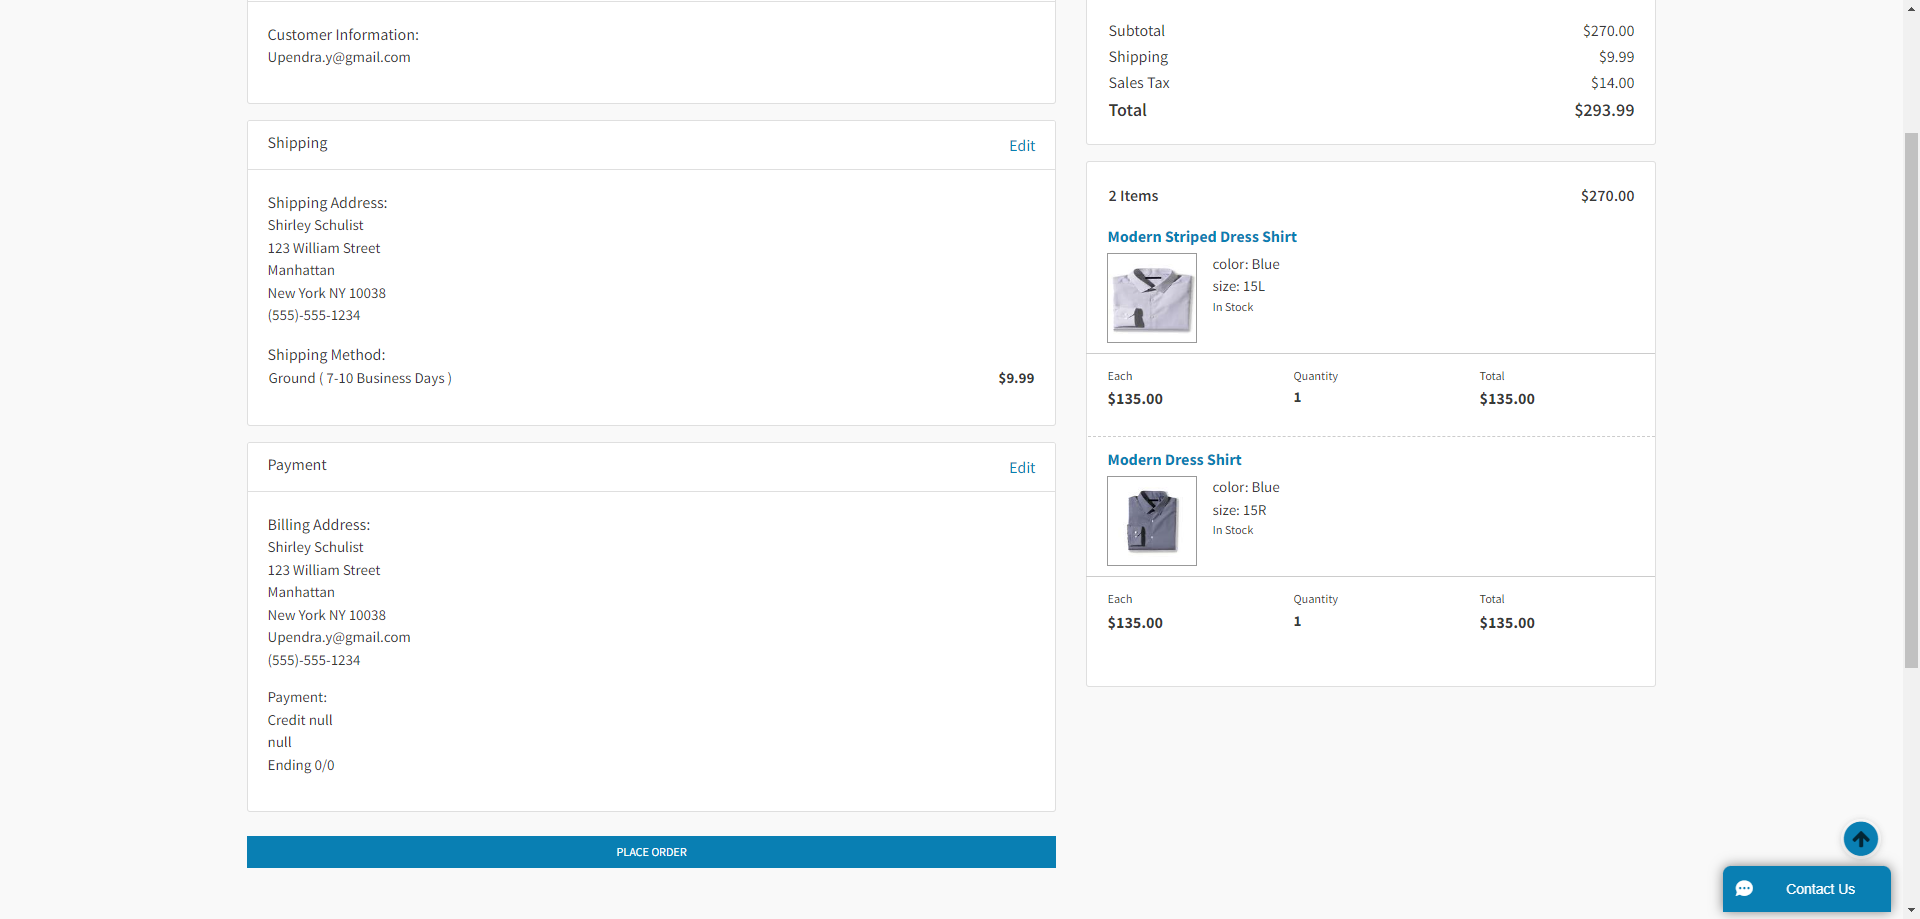 Customer Information:
Upendra.y@gmail.com
Shipping
Edit
Shipping Address:
Shirley Schulist
123 William Street
Manhattan
New York NY 10038
(555)-555-1234
Shipping Method:
Ground ( 7-10 Business Days )
$9.99
Payment
Edit
Billing Address:
Shirley Schulist
123 William Street
Manhattan
New York NY 10038
Upendra.y@gmail.com
(555)-555-1234
Payment:
Credit null
null
Ending 0/0
PLACE ORDER
Subtotal $270.00
Shipping $9.99
Sales Tax $14.00
Total $293.99
2 Items $270.00
Modern Striped Dress Shirt
color: Blue
size: 15L
In Stock
Each Quantity Total
$135.00 1 $135.00
Modern Dress Shirt
color: Blue
size: 15R
In Stock
Each Quantity Total
$135.00 1 $135.00
Contact Us